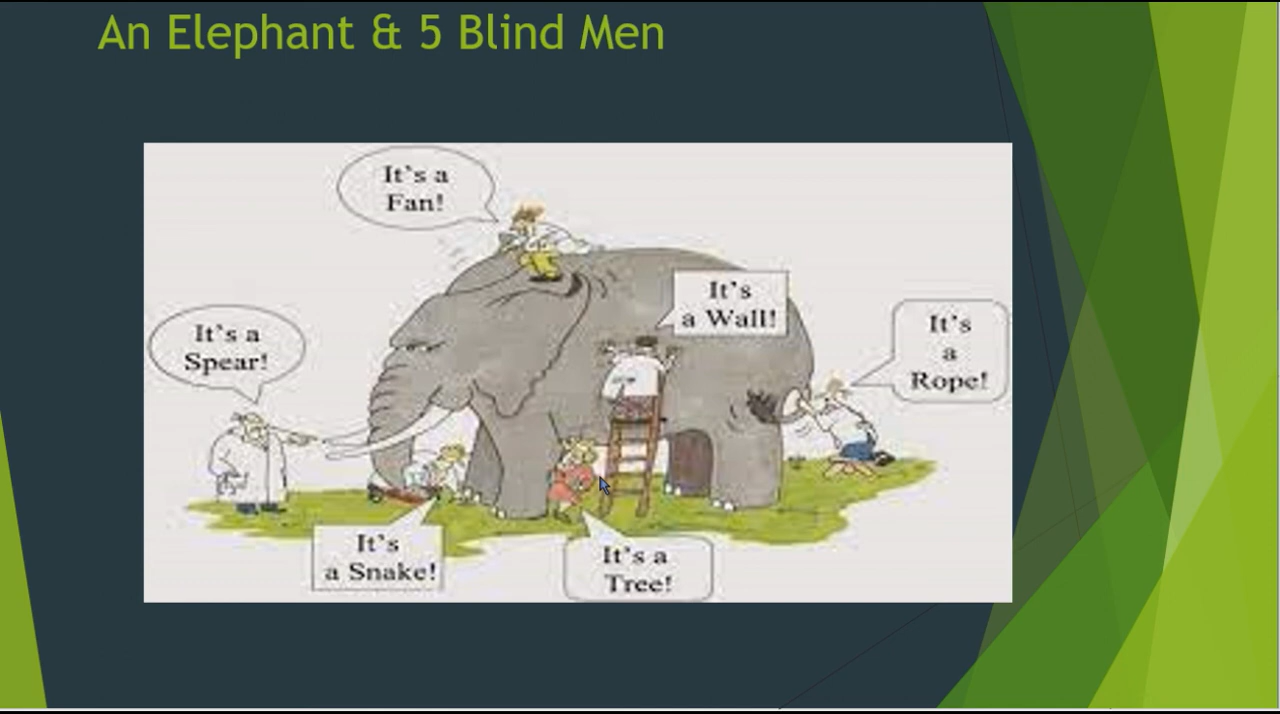 An Elephant & 5 Blind Men
It's a
Fan!
It's
a Wall!
It's a
Spear!
It's
a
Rope!
It's
a Snake!
It's a
Tree!